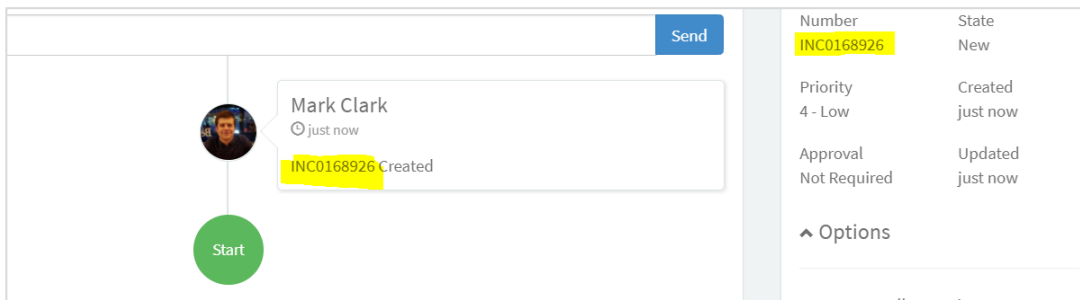 Send
Mark Clark
just now
INC0168926 Created
Start
Number State
INC0168926 New
Priority Created
4 - Low just now
Approval Updated
Not Required just now
Options